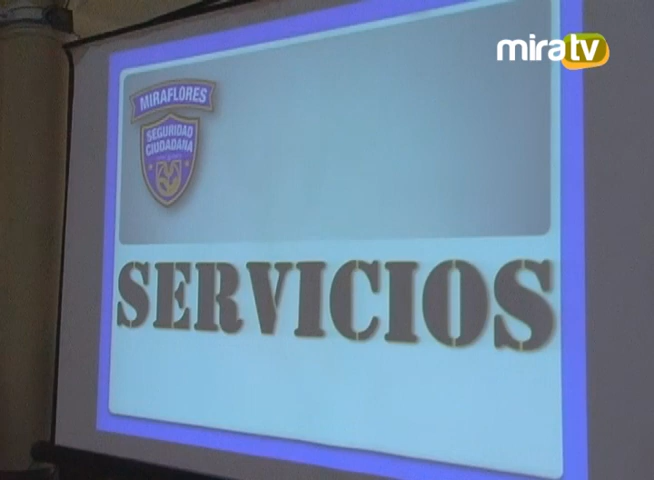 miratv
MIRAFLORES
SEGURIDAD
CIUDADANA
SERVICIOS